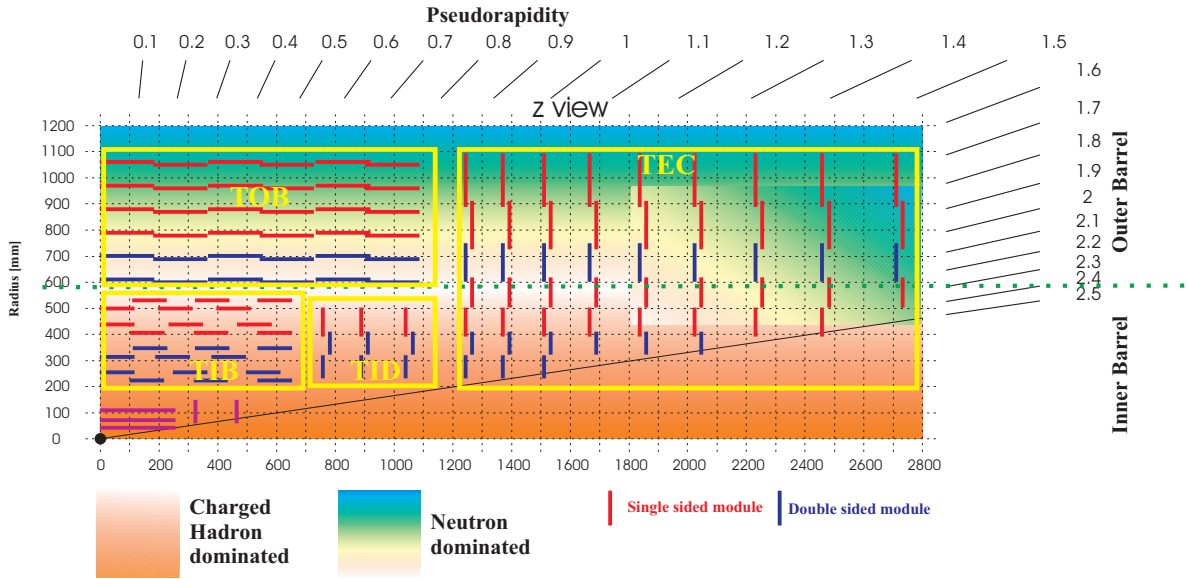 Pseudorapidity
0.1 0.2 0.3 0.4 0.5 0.6 0.7 0.8 0.9 1 1.1 1.2 1.3 1.4 1.5
1.6
1.7
1.8
1.9
2
2.1
2.2
2.3
2.4
2.5
z view
Outer Barrel
Inner Barrel
Radius [mm]
1200
1100
1000
900
800
700
600
500
400
300
200
100
0
TOB
TEC
TIB
TID
0 200 400 600 800 1000 1200 1400 1600 1800 2000 2200 2400 2600 2800
Charged
Hadron
dominated
Neutron
dominated
Single sided module
Double sided module